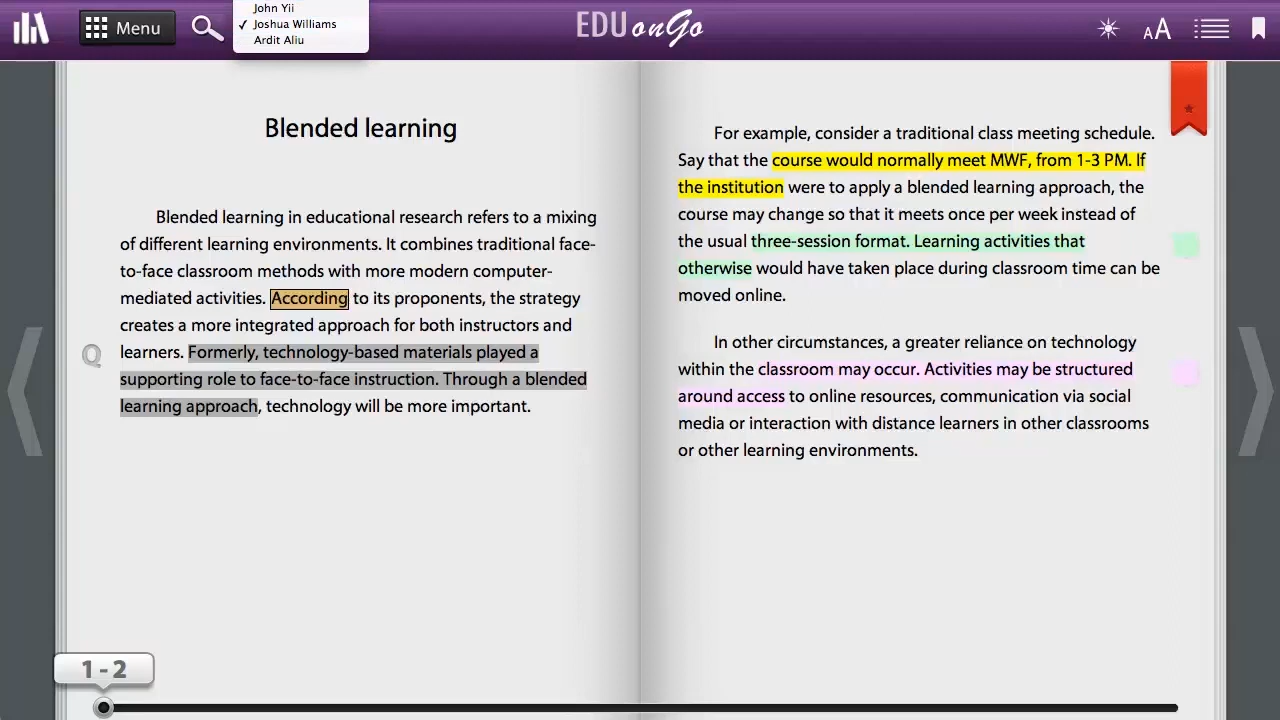 John Yii
✓ Joshua Williams
Ardit Aliu
Menu
EDUonGo
AA
Blended learning
Blended learning in educational research refers to a mixing
of different learning environments. It combines traditional face-
to-face classroom methods with more modern computer-
mediated activities. According to its proponents, the strategy
creates a more integrated approach for both instructors and
learners. Formerly, technology-based materials played a
supporting role to face-to-face instruction. Through a blended
learning approach, technology will be more important.
Q
For example, consider a traditional class meeting schedule.
Say that the course would normally meet MWF, from 1-3 PM. If
the institution were to apply a blended learning approach, the
course may change so that it meets once per week instead of
the usual three-session format. Learning activities that
otherwise would have taken place during classroom time can be
moved online.
In other circumstances, a greater reliance on technology
within the classroom may occur. Activities may be structured
around access to online resources, communication via social
media or interaction with distance learners in other classrooms
or other learning environments.
1 - 2